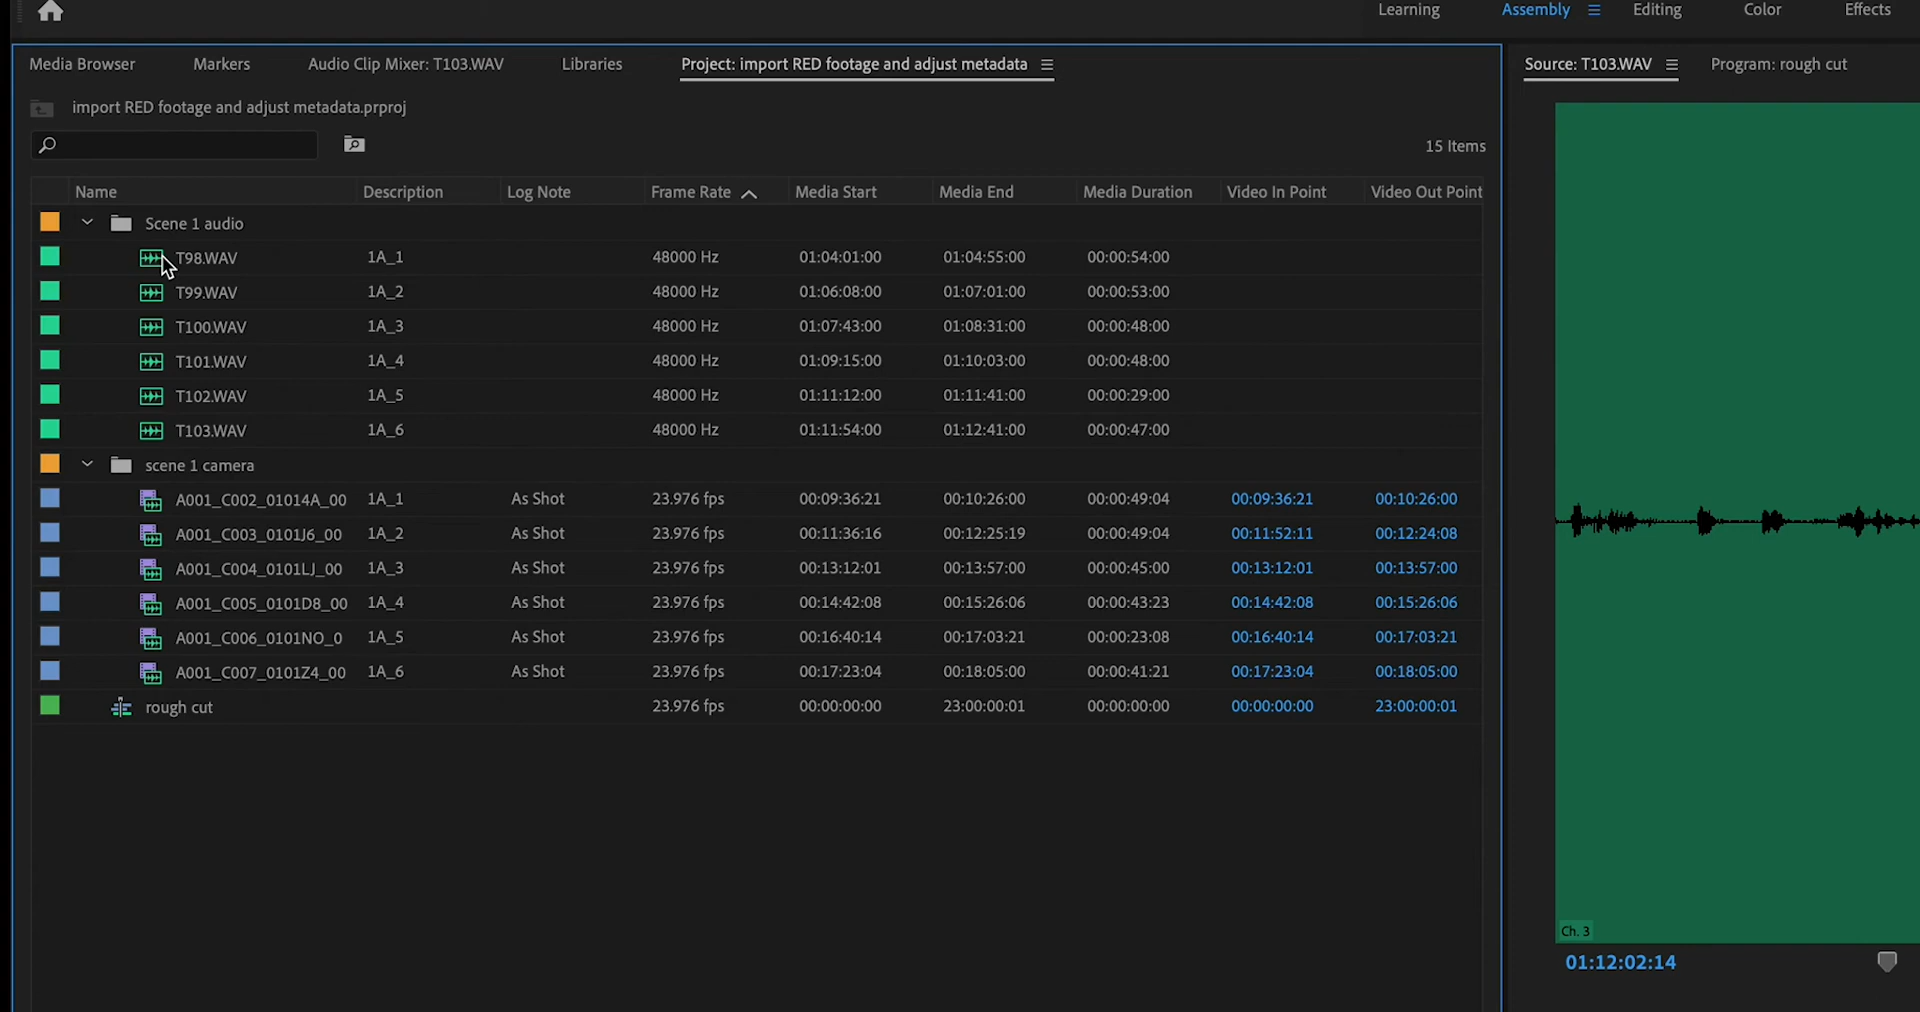 Learning Assembly Editing Color Effects
Media Browser Markers Audio Clip Mixer: T103.WAV Libraries Project: import RED footage and adjust metadata Source: T103.WAV Program: rough cut
import RED footage and adjust metadata.prproj
15 Items
Name Description Log Note Frame Rate Media Start Media End Media Duration Video In Point Video Out Point
Scene 1 audio
T98.WAV 1A_1 48000 Hz 01:04:01:00 01:04:55:00 00:00:54:00
T99.WAV 1A_2 48000 Hz 01:06:08:00 01:07:01:00 00:00:53:00
T100.WAV 1A_3 48000 Hz 01:07:43:00 01:08:31:00 00:00:48:00
T101.WAV 1A_4 48000 Hz 01:09:15:00 01:10:03:00 00:00:48:00
T102.WAV 1A_5 48000 Hz 01:11:12:00 01:11:41:00 00:00:29:00
T103.WAV 1A_6 48000 Hz 01:11:54:00 01:12:41:00 00:00:47:00
scene 1 camera
A001_C002_01014A_00 1A_1 As Shot 23.976 fps 00:09:36:21 00:10:26:00 00:00:49:04 00:09:36:21 00:10:26:00
A001_C003_0101J6_00 1A_2 As Shot 23.976 fps 00:11:36:16 00:12:25:19 00:00:49:04 00:11:52:11 00:12:24:08
A001_C004_0101LJ_00 1A_3 As Shot 23.976 fps 00:13:12:01 00:13:57:00 00:00:45:00 00:13:12:01 00:13:57:00
A001_C005_0101D8_00 1A_4 As Shot 23.976 fps 00:14:42:08 00:15:26:06 00:00:43:23 00:14:42:08 00:15:26:06
A001_C006_0101NO_0 1A_5 As Shot 23.976 fps 00:16:40:14 00:17:03:21 00:00:23:08 00:16:40:14 00:17:03:21
A001_C007_0101Z4_00 1A_6 As Shot 23.976 fps 00:17:23:04 00:18:05:00 00:00:41:21 00:17:23:04 00:18:05:00
rough cut 23.976 fps 00:00:00:00 23:00:00:01 00:00:00:00 00:00:00:00 23:00:00:01
Ch. 3
01:12:02:14